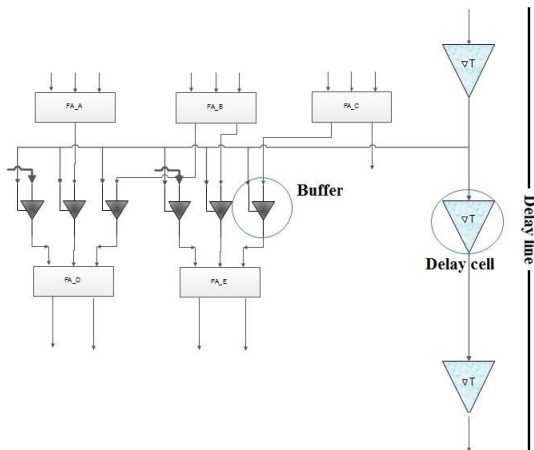 ∇T
FA_A
FA_B
FA_C
Buffer
∇T
Delay cell
Delay line
FA_D
FA_E
∇T